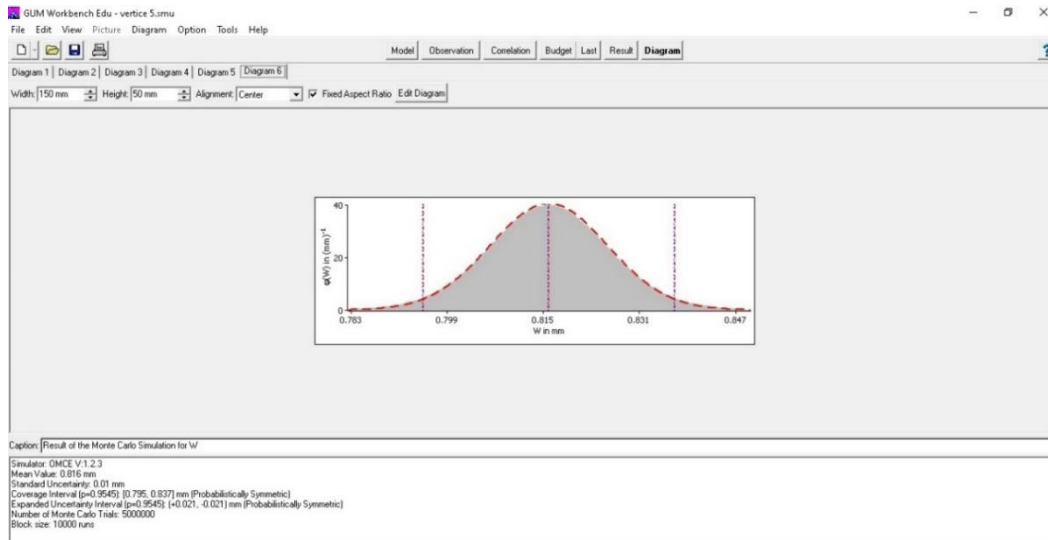 GUM Workbench Edu - vertice 5.smu
File Edit View Picture Diagram Option Tools Help
Model Observation Correlation Budget Last Result Diagram
Diagram 1 Diagram 2 Diagram 3 Diagram 4 Diagram 5 Diagram 6
Width: 150 mm Height: 50 mm Alignment: Center Fixed Aspect Ratio Edit Diagram
φ(W) in (mm)⁻¹
40
20
0
0.783 0.799 0.815 0.831 0.847
W in mm
Caption: Result of the Monte Carlo Simulation for W
Simulator: OMCE V:1.2.3
Mean Value: 0.816 mm
Standard Uncertainty: 0.01 mm
Coverage Interval (p=0.9545): [0.795, 0.837] mm (Probabilistically Symmetric)
Expanded Uncertainty Interval (p=0.9545): (+0.021, -0.021) mm (Probabilistically Symmetric)
Number of Monte Carlo Trials: 5000000
Block size: 10000 runs